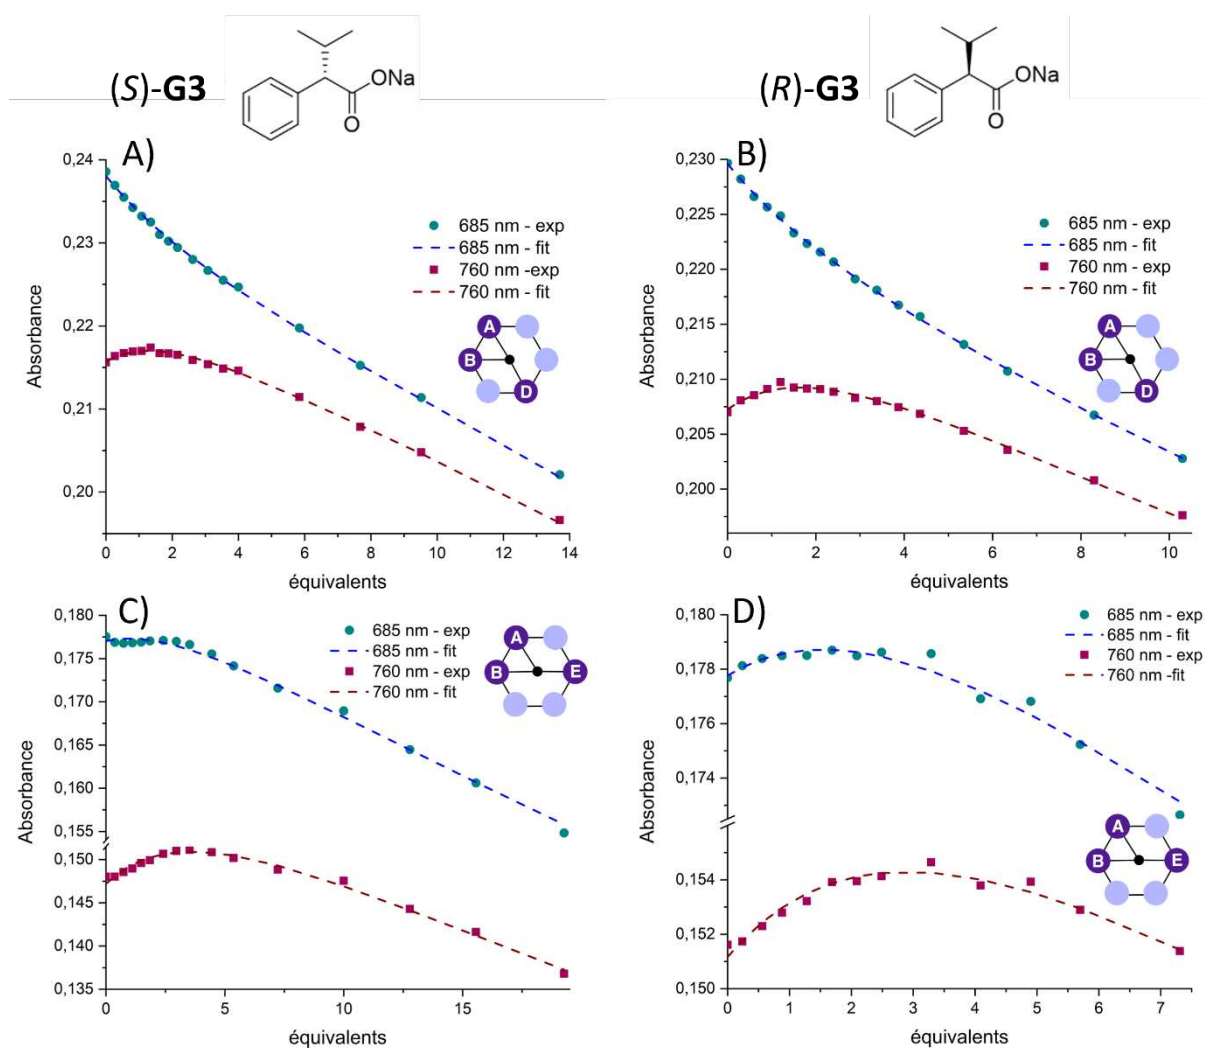 (S)-G3
ONa
O
(R)-G3
ONa
O
A)
0,24
0,23
0,22
0,21
0,20
Absorbance
685 nm - exp
685 nm - fit
760 nm -exp
760 nm - fit
A
B
D
0 2 4 6 8 10 12 14
équivalents
B)
0,230
0,225
0,220
0,215
0,210
0,205
0,200
Absorbance
685 nm - exp
685 nm - fit
760 nm - exp
760 nm - fit
A
B
D
0 2 4 6 8 10
équivalents
C)
0,180
0,175
0,170
0,165
0,160
0,155
0,150
0,145
0,140
0,135
Absorbance
685 nm - exp
685 nm - fit
760 nm - exp
760 nm - fit
A
B
E
0 5 10 15
équivalents
D)
0,180
0,178
0,176
0,174
0,154
0,152
0,150
Absorbance
685 nm - exp
685 nm - fit
760 nm - exp
760 nm -fit
A
B
E
0 1 2 3 4 5 6 7
équivalents